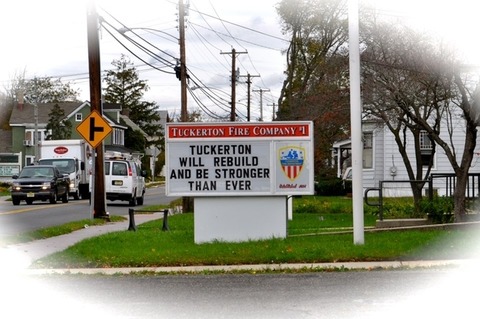 TUCKERTON FIRE COMPANY #1
TUCKERTON
WILL REBUILD
AND BE STRONGER
THAN EVER